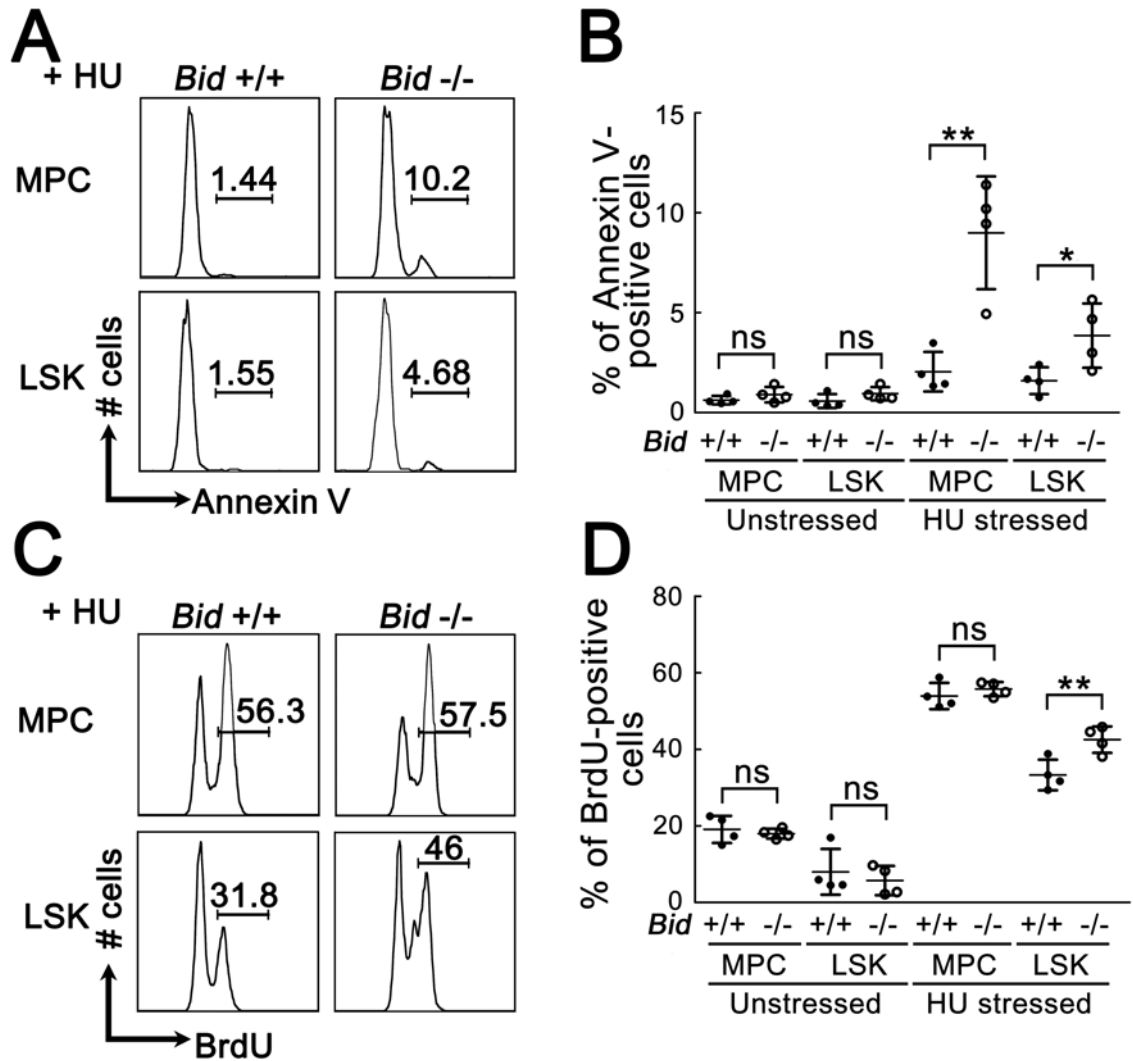 A
+ HU
Bid +/+
Bid -/-
MPC
1.44
10.2
LSK
1.55
4.68
# cells
Annexin V
B
% of Annexin V-
positive cells
15
10
5
0
ns
ns
**
*
Bid +/+ -/- +/+ -/- +/+ -/- +/+ -/-
MPC LSK MPC LSK
Unstressed HU stressed
C
+ HU
Bid +/+
Bid -/-
MPC
56.3
57.5
LSK
31.8
46
# cells
BrdU
D
% of BrdU-positive
cells
80
60
40
20
0
ns
ns
ns
**
Bid +/+ -/- +/+ -/- +/+ -/- +/+ -/-
MPC LSK MPC LSK
Unstressed HU stressed